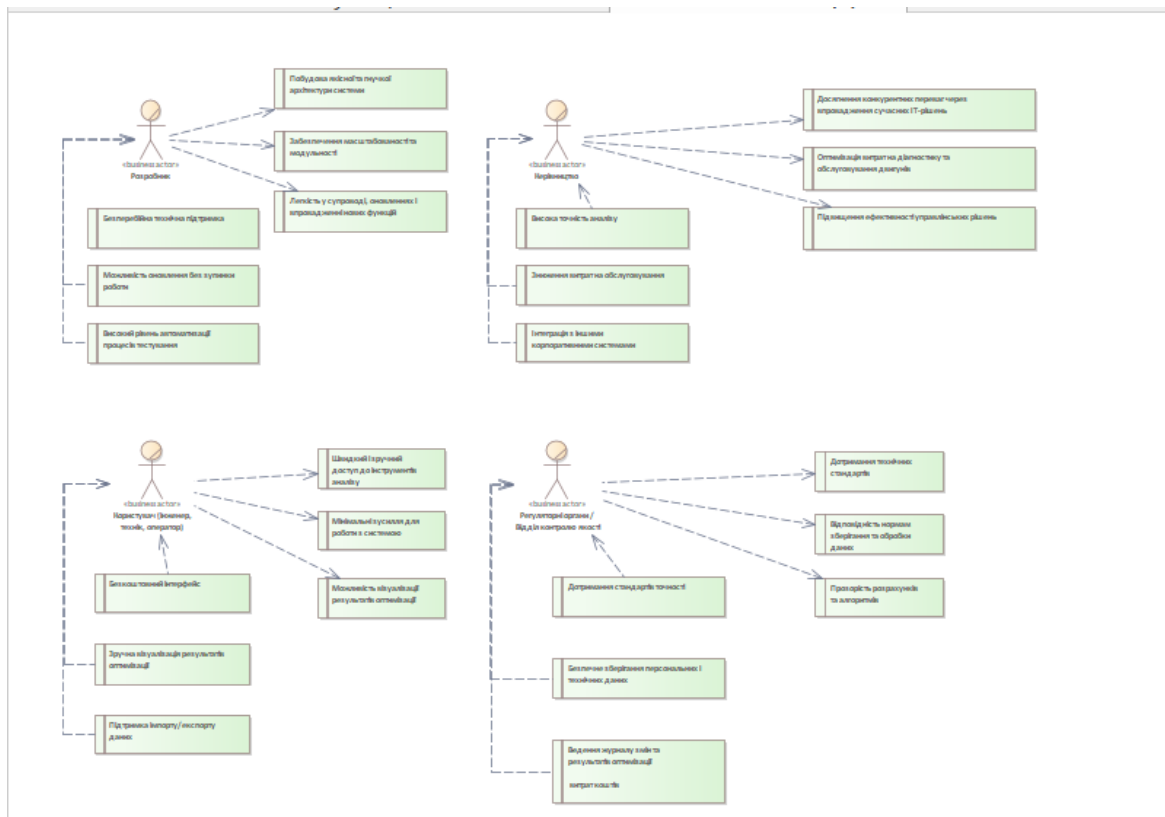 Побудова якісної та гнучкої
архітектури системи
Забезпечення масштабованості та
модульності
Легкість у супроводі, оновленнях і
впровадженні нових функцій
«business actor»
Розробник
Безперебійна технічна підтримка
Можливість оновлення без зупинки
роботи
Високий рівень автоматизації
процесів тестування
Досягнення конкурентних переваг через
впровадження сучасних ІТ-рішень
Оптимізація витрат на діагностику та
обслуговування двигунів
Підвищення ефективності управлінських рішень
«business actor»
Керівництво
Висока точність аналізу
Зниження витрат на обслуговування
Інтеграція з іншими
корпоративними системами
Швидкий і зручний
доступ до інструментів
аналізу
Мінімальні зусилля для
роботи з системою
Можливість візуалізації
результатів оптимізації
«business actor»
Користувач (інженер,
технік, оператор)
Безкоштовний інтерфейс
Зручна візуалізація результатів
оптимізації
Підтримка імпорту/експорту
даних
Дотримання технічних
стандартів
Відповідність нормам
зберігання та обробки
даних
Прозорість розрахунків
та алгоритмів
«business actor»
Регуляторні органи /
Відділ контролю якості
Дотримання стандартів точності
Безпечне зберігання персональних і
технічних даних
Ведення журналу змін та
результатів оптимізації
витрат коштів